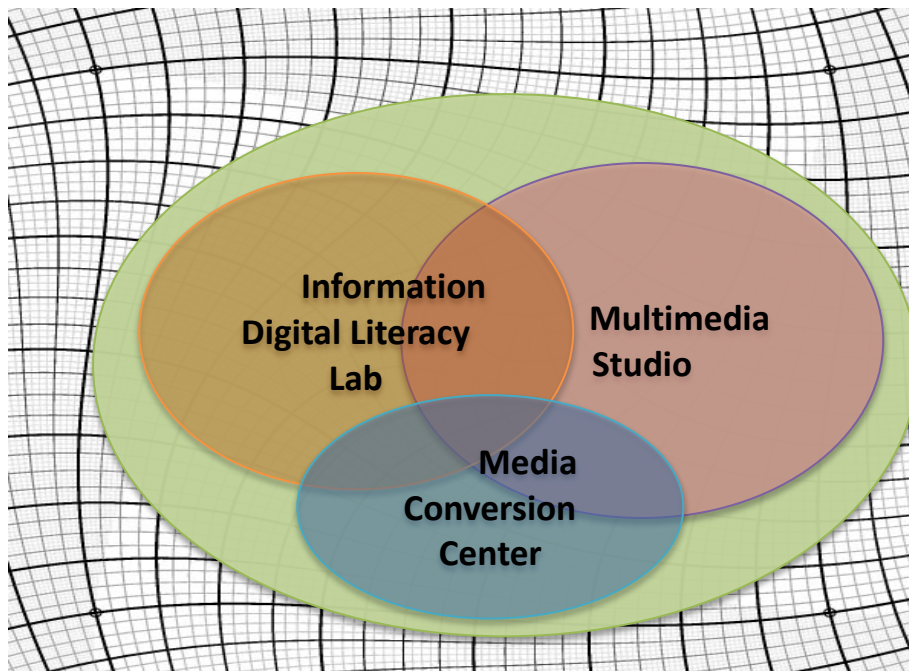 Information
Digital Literacy
Lab
Multimedia
Studio
Media
Conversion
Center